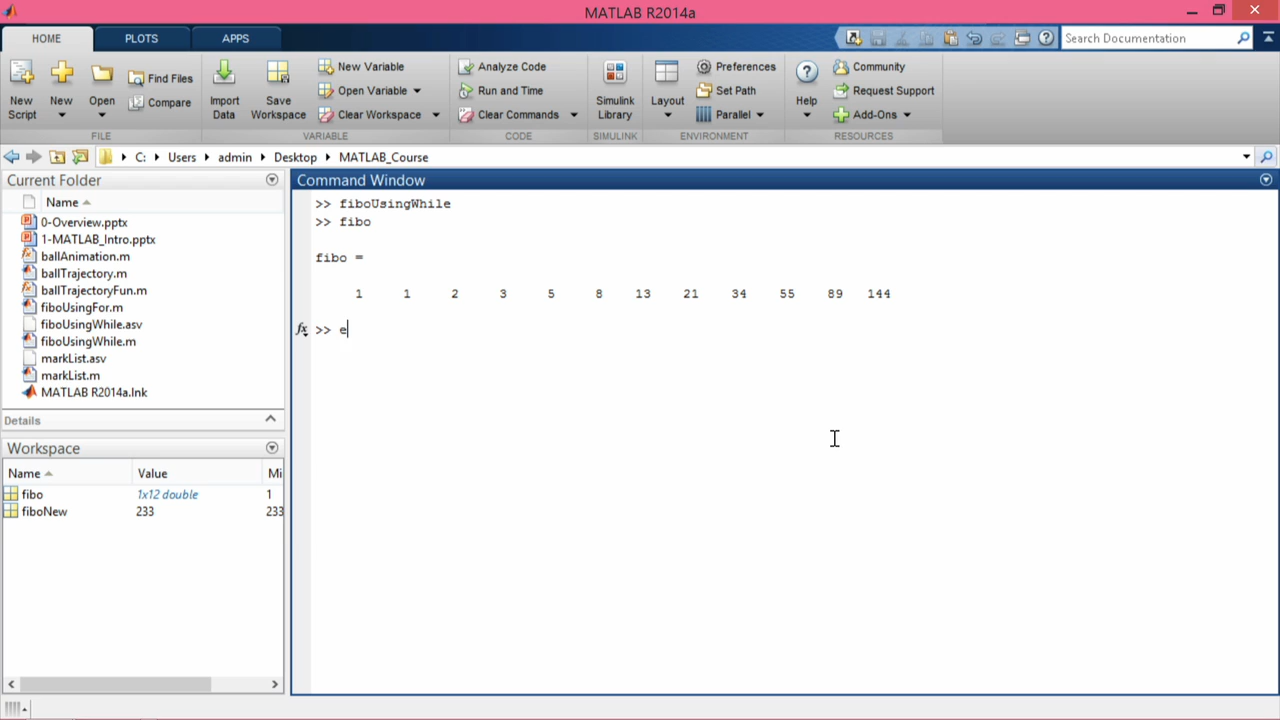 MATLAB R2014a
HOME PLOTS APPS Search Documentation
New Script New Open Find Files Compare Import Data Save Workspace New Variable Open Variable Clear Workspace Analyze Code Run and Time Clear Commands Simulink Library Layout Preferences Set Path Parallel Help Community Request Support Add-Ons
FILE VARIABLE CODE SIMULINK ENVIRONMENT RESOURCES
C: Users admin Desktop MATLAB_Course
Current Folder
Name
0-Overview.pptx
1-MATLAB_Intro.pptx
ballAnimation.m
ballTrajectory.m
ballTrajectoryFun.m
fiboUsingFor.m
fiboUsingWhile.asv
fiboUsingWhile.m
markList.asv
markList.m
MATLAB R2014a.lnk
Details
Workspace
Name Value Mi
fibo 1x12 double 1
fiboNew 233 233
Command Window
>> fiboUsingWhile
>> fibo
fibo =
1 1 2 3 5 8 13 21 34 55 89 144
fx >> e